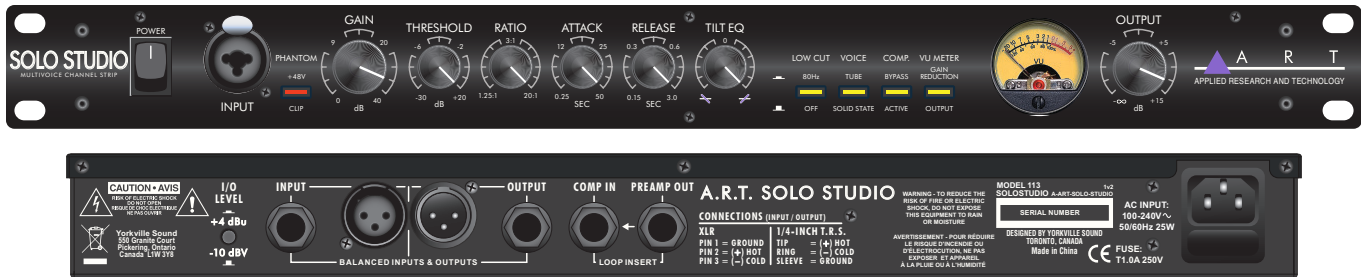 SOLO STUDIO
MULTIVOICE CHANNEL STRIP
POWER
INPUT
PHANTOM
+48V
CLIP
GAIN
9 20
0 40
dB
THRESHOLD
-6 -2
-30 dB +20
RATIO
3:1
1.25:1 20:1
ATTACK
12 25
0.25 50
SEC
RELEASE
0.3 0.6
0.15 3.0
SEC
TILT EQ
0
LOW CUT VOICE COMP. VU METER
80Hz TUBE BYPASS GAIN REDUCTION
OFF SOLID STATE ACTIVE OUTPUT
VU
OUTPUT
-5 +5
-∞ +15
dB
A R T
APPLIED RESEARCH AND TECHNOLOGY
CAUTION • AVIS
RISK OF ELECTRIC SHOCK
DO NOT OPEN
RISQUE DE CHOC ELECTRIQUE
NE PAS OUVRIR
Yorkville Sound
550 Granite Court
Pickering, Ontario
Canada L1W 3Y8
I/O
LEVEL
+4 dBu
-10 dBV
INPUT OUTPUT
BALANCED INPUTS & OUTPUTS
COMP IN PREAMP OUT
LOOP INSERT
A.R.T. SOLO STUDIO
CONNECTIONS (INPUT / OUTPUT)
XLR 1/4-INCH T.R.S.
PIN 1 = GROUND TIP = (+) HOT
PIN 2 = (+) HOT RING = (−) COLD
PIN 3 = (−) COLD SLEEVE = GROUND
WARNING - TO REDUCE THE
RISK OF FIRE OR ELECTRIC
SHOCK, DO NOT EXPOSE
THIS EQUIPMENT TO RAIN
OR MOISTURE
AVERTISSEMENT - POUR RÉDUIRE
LE RISQUE D'INCENDIE OU
D'ÉLECTROCUTION, NE PAS
EXPOSER ET APPAREIL
À LA PLUIE OU À L'HUMIDITÉ
MODEL 113 1v2
SOLOSTUDIO A-ART-SOLO-STUDIO
SERIAL NUMBER
DESIGNED BY YORKVILLE SOUND
TORONTO, CANADA
Made in China
CE
AC INPUT:
100-240V~
50/60Hz 25W
FUSE:
T1.0A 250V